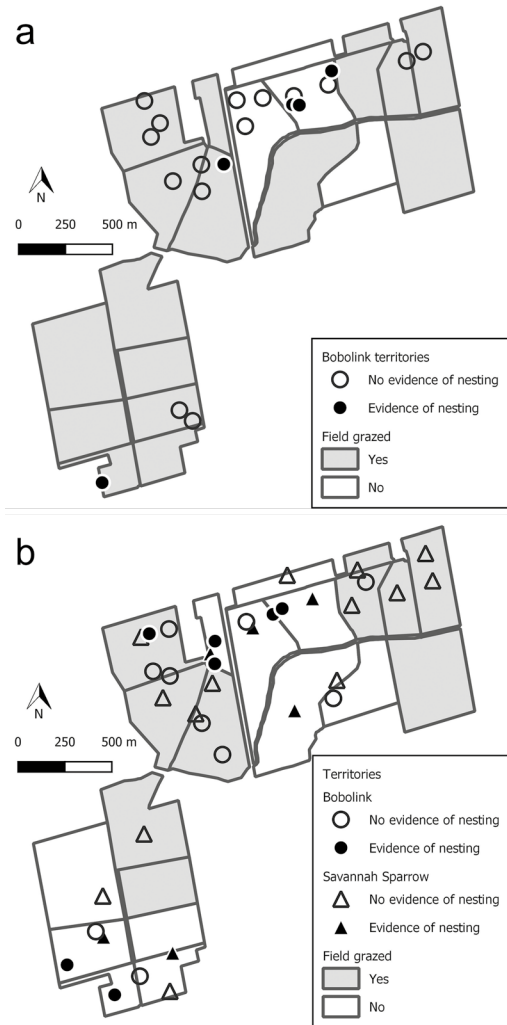 a
N
0 250 500 m
Bobolink territories
No evidence of nesting
Evidence of nesting
Field grazed
Yes
No
b
N
0 250 500 m
Territories
Bobolink
No evidence of nesting
Evidence of nesting
Savannah Sparrow
No evidence of nesting
Evidence of nesting
Field grazed
Yes
No